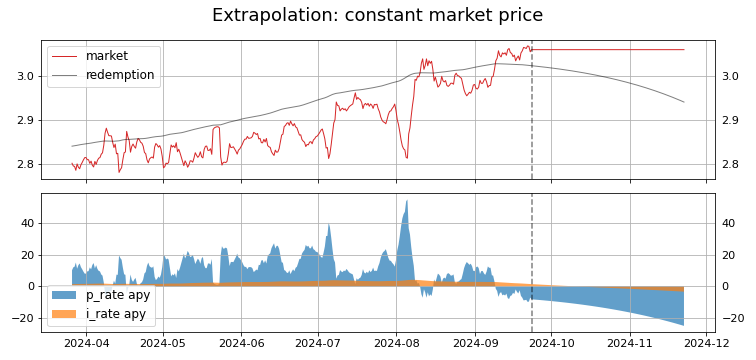 Extrapolation: constant market price
market
redemption
3.0
2.9
2.8
3.0
2.9
2.8
40
20
0
−20
40
20
0
−20
p_rate apy
i_rate apy
2024-04 2024-05 2024-06 2024-07 2024-08 2024-09 2024-10 2024-11 2024-12